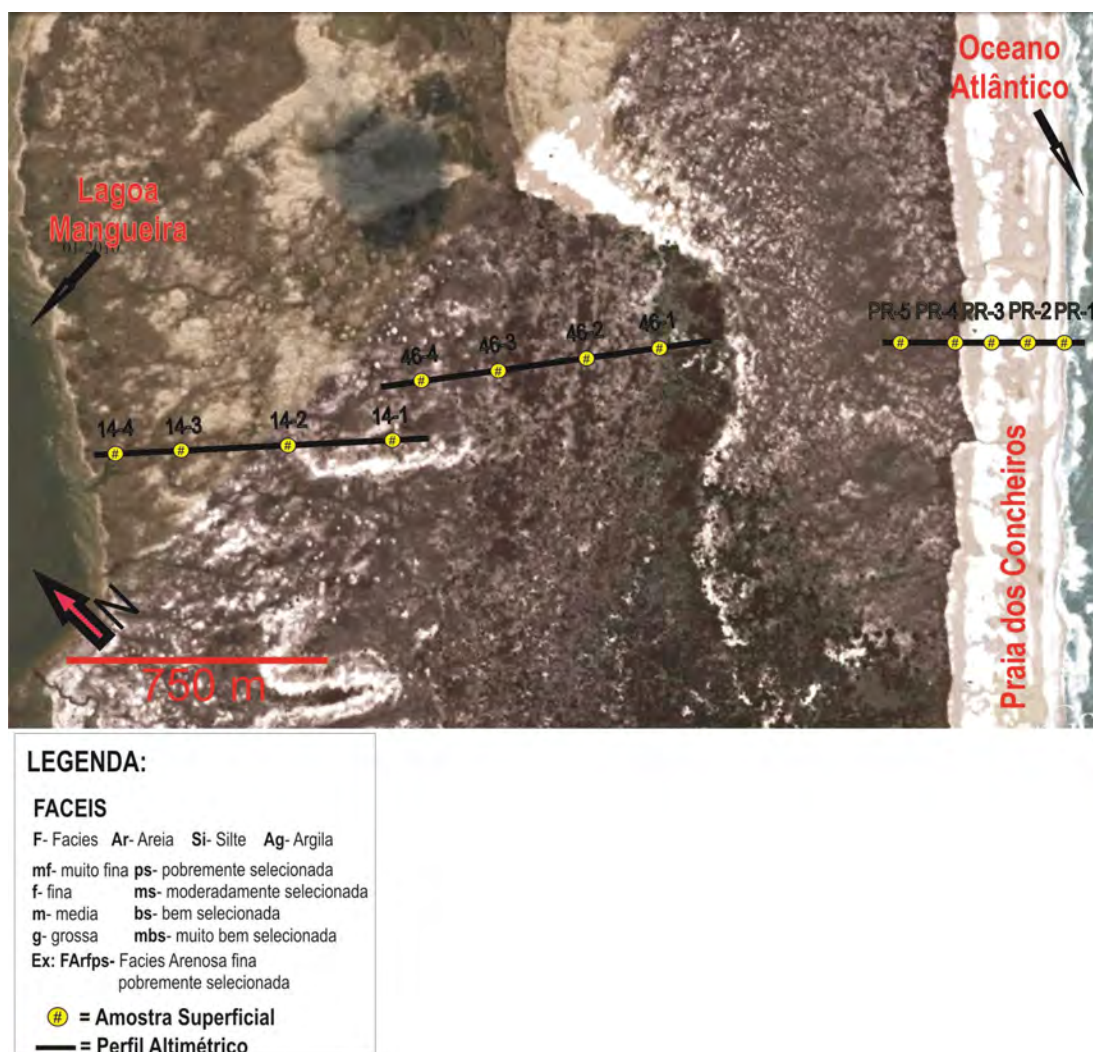 Oceano
Atlântico
Lagoa
Mangueira
PR-5 PR-4 PR-3 PR-2 PR-1
46-4 46-3 46-2 46-1
14-4 14-3 14-2 14-1
Praia dos Concheiros
N
750 m
LEGENDA:
FACEIS
F- Facies Ar- Areia Si- Silte Ag- Argila
mf- muito fina ps- pobremente selecionada
f- fina ms- moderadamente selecionada
m- media bs- bem selecionada
g- grossa mbs- muito bem selecionada
Ex: FArfps- Facies Arenosa fina
pobremente selecionada
# = Amostra Superficial
= Perfil Altimétrico